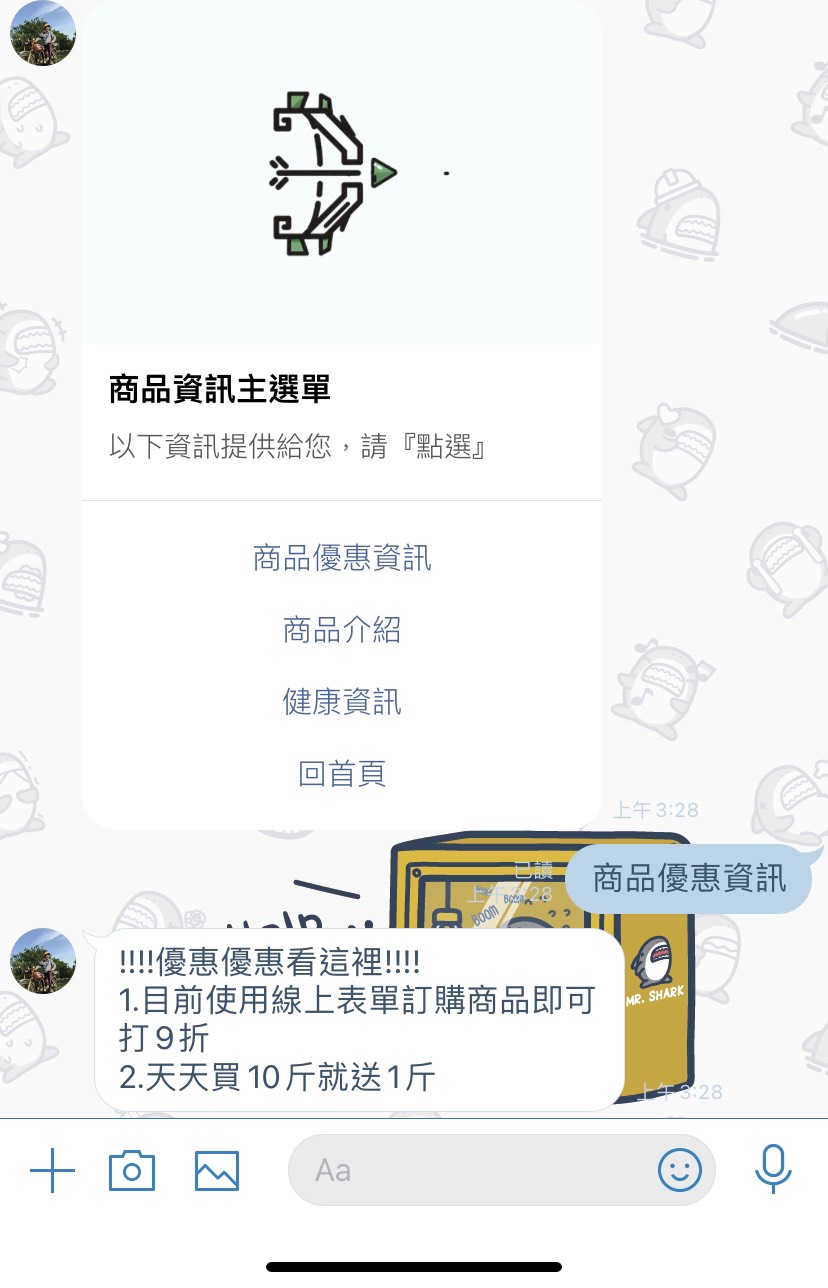 商品資訊主選單
以下資訊提供給您，請『點選』
商品優惠資訊
商品介紹
健康資訊
回首頁
上午 3:28
已讀
上午 3:28
商品優惠資訊
BOOM
BOOM
MR. SHARK
!!!!優惠優惠看這裡!!!!
1.目前使用線上表單訂購商品即可
打9折
2.天天買10斤就送1斤
上午 3:28
Aa